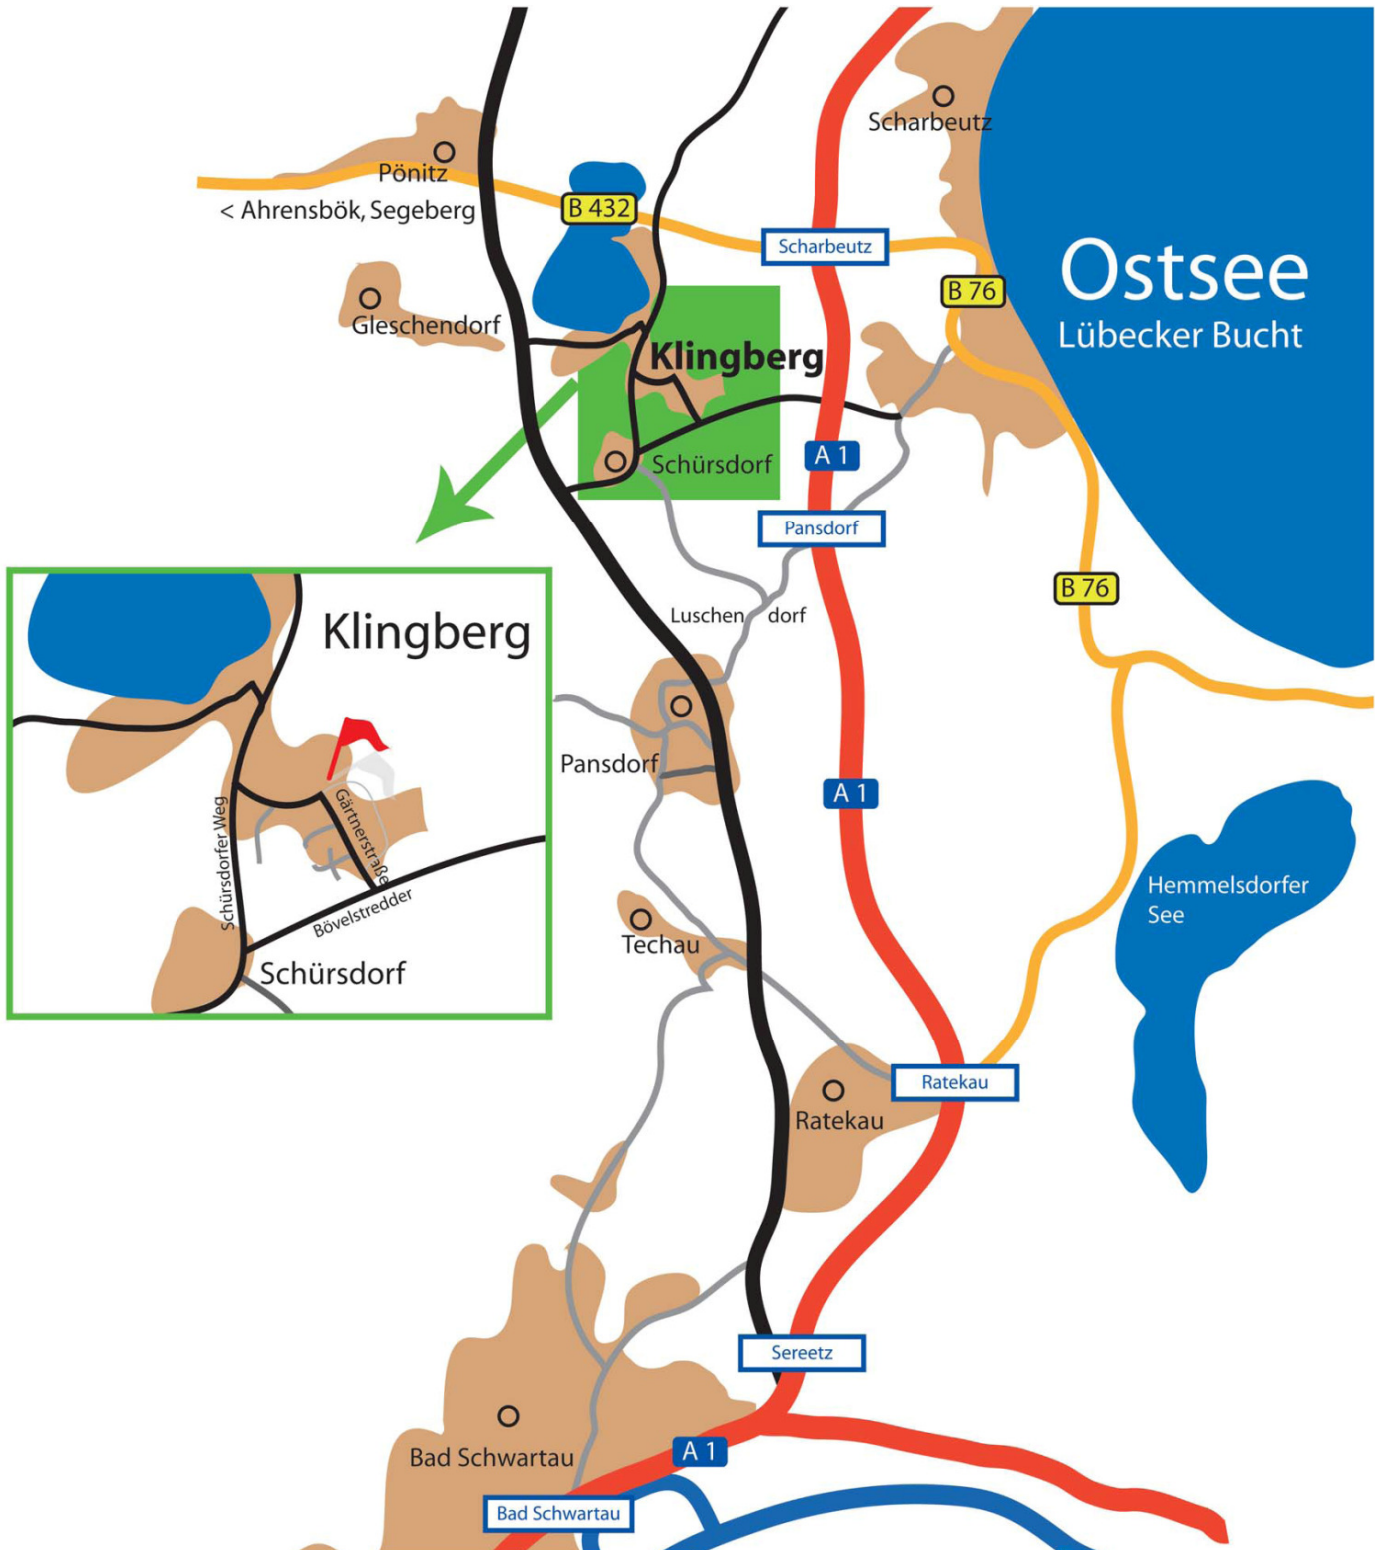 Scharbeutz
Pönitz
B 432
< Ahrensbök, Segeberg
Scharbeutz
Ostsee
Lübecker Bucht
B 76
Gleschendorf
Klingberg
A 1
Schürsdorf
Pansdorf
B 76
Luschen dorf
Klingberg
Pansdorf
A 1
Schürsdorfer Weg
Gärtnerstraße
Bövelstredder
Schürsdorf
Hemmelsdorfer
See
Techau
Ratekau
Ratekau
Sereetz
A 1
Bad Schwartau
Bad Schwartau